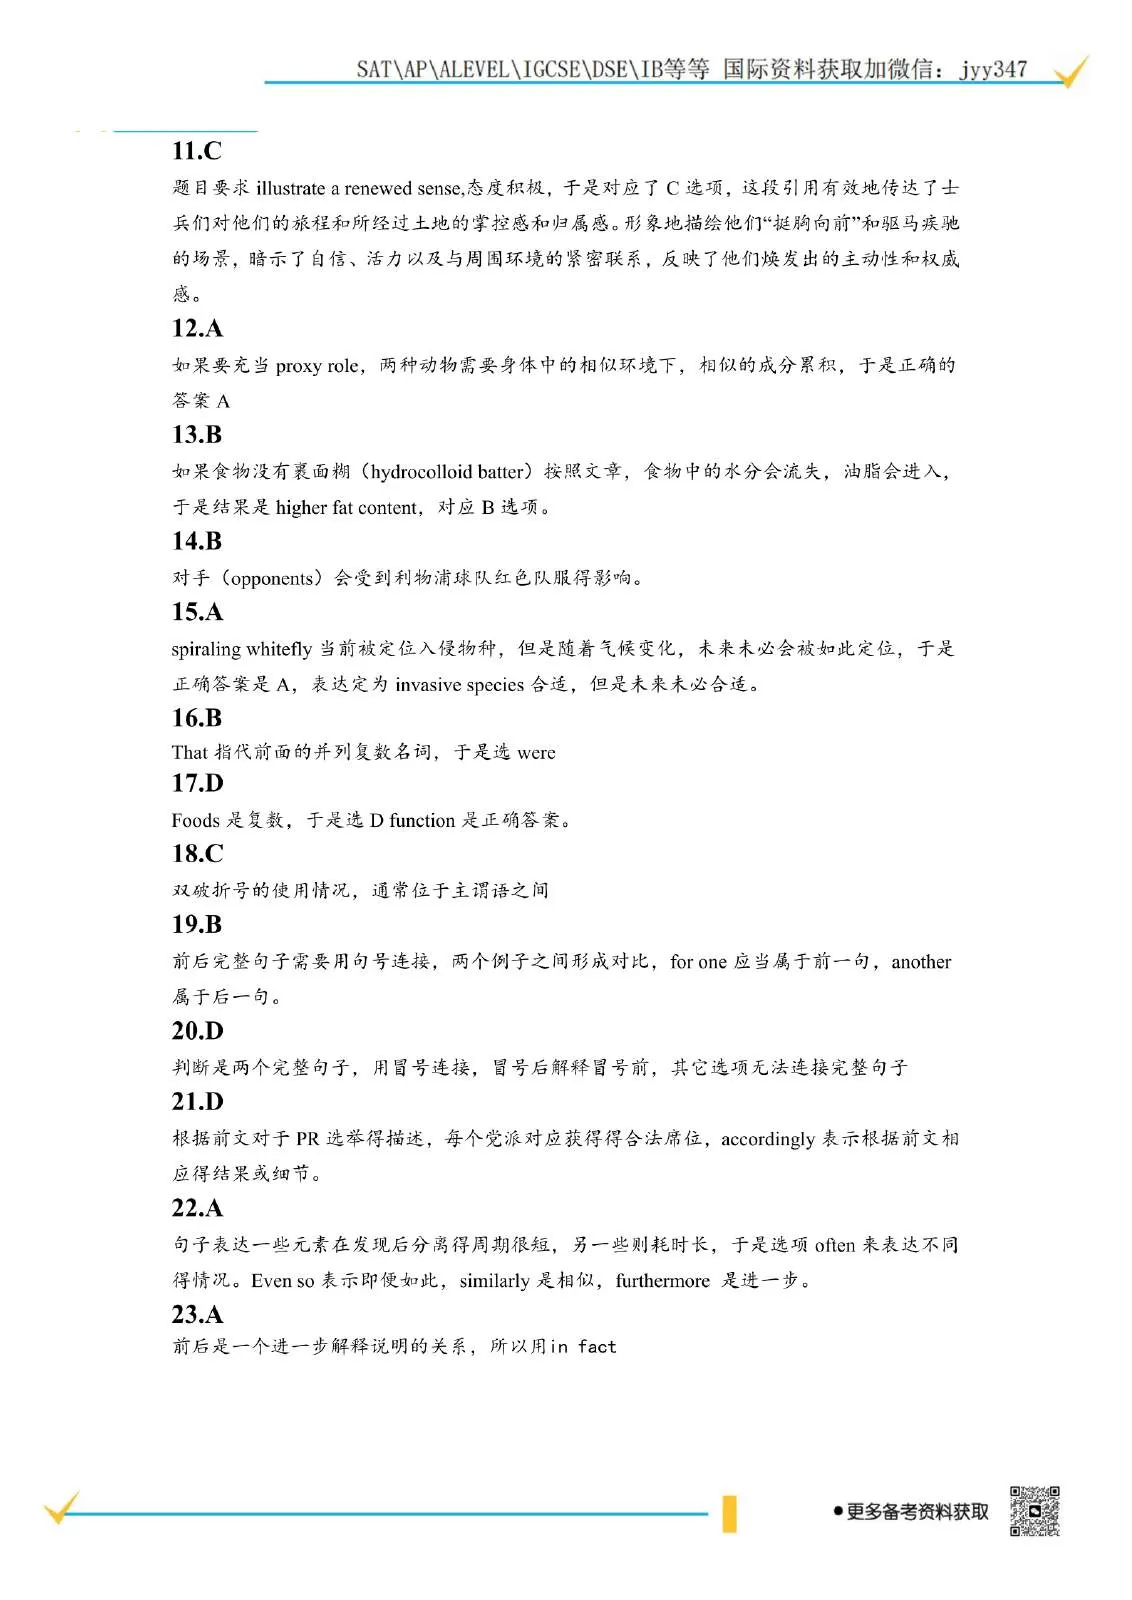 SAT\AP\ALEVEL\IGCSE\DSE\IB等等 国际资料获取加微信：jyy347
11.C
题目要求 illustrate a renewed sense,态度积极，于是对应了 C 选项，这段引用有效地传达了士
兵们对他们的旅程和所经过土地的掌控感和归属感。形象地描绘他们“挺胸向前”和驱马疾驰
的场景，暗示了自信、活力以及与周围环境的紧密联系，反映了他们焕发出的主动性和权威
感。
12.A
如果要充当 proxy role，两种动物需要身体中的相似环境下，相似的成分累积，于是正确的
答案 A
13.B
如果食物没有裹面糊（hydrocolloid batter）按照文章，食物中的水分会流失，油脂会进入，
于是结果是 higher fat content，对应 B 选项。
14.B
对手（opponents）会受到利物浦球队红色队服得影响。
15.A
spiraling whitefly 当前被定位入侵物种，但是随着气候变化，未来未必会被如此定位，于是
正确答案是 A，表达定为 invasive species 合适，但是未来未必合适。
16.B
That 指代前面的并列复数名词，于是选 were
17.D
Foods 是复数，于是选 D function 是正确答案。
18.C
双破折号的使用情况，通常位于主谓语之间
19.B
前后完整句子需要用句号连接，两个例子之间形成对比，for one 应当属于前一句，another
属于后一句。
20.D
判断是两个完整句子，用冒号连接，冒号后解释冒号前，其它选项无法连接完整句子
21.D
根据前文对于 PR 选举得描述，每个党派对应获得得合法席位，accordingly 表示根据前文相
应得结果或细节。
22.A
句子表达一些元素在发现后分离得周期很短，另一些则耗时长，于是选项 often 来表达不同
得情况。Even so 表示即便如此，similarly 是相似，furthermore 是进一步。
23.A
前后是一个进一步解释说明的关系，所以用in fact
●更多备考资料获取